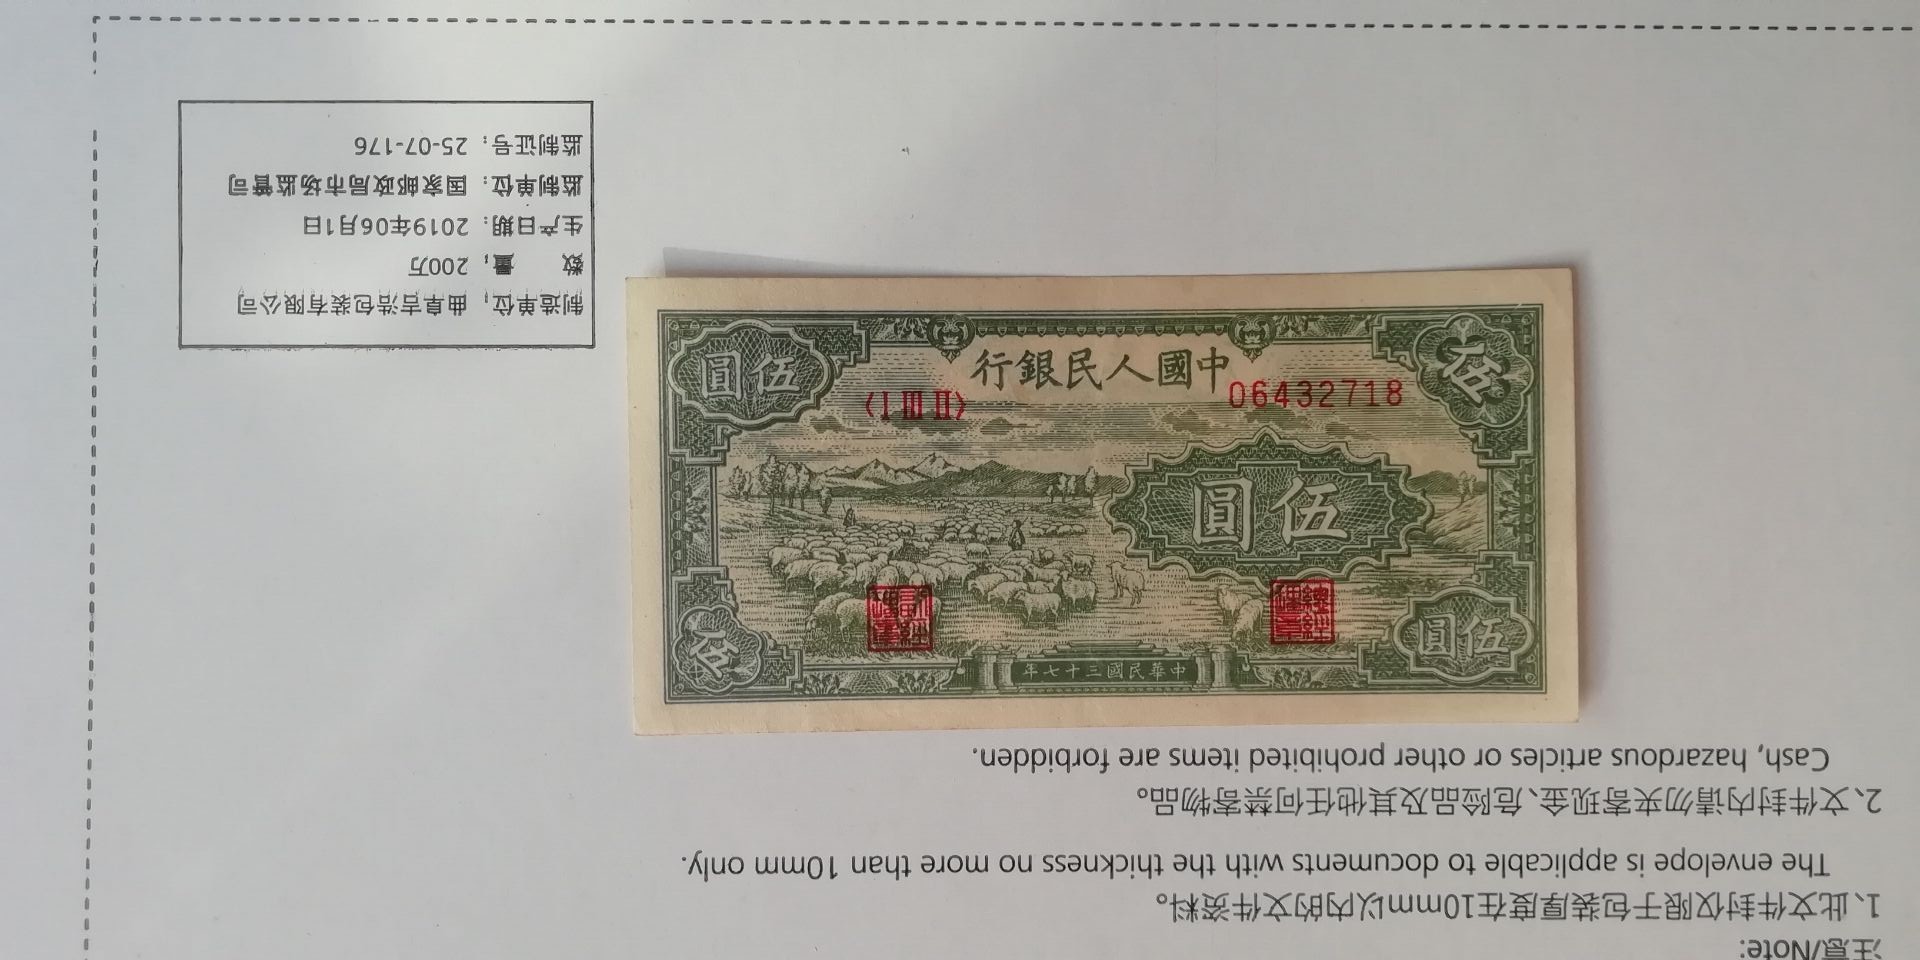 中國人民銀行
伍圓
伍
〈I III II〉
06432718
伍圓
中華民國三十七年
伍
伍圓
注意/Note:
1、此文件封仅限于包装厚度在10mm以内的文件资料。
The envelope is applicable to documents with the thickness no more than 10mm only.
2、文件封内请勿夹寄现金、危险品及其他任何禁寄物品。
Cash, hazardous articles or other prohibited items are forbidden.
制造单位: 曲阜吉浩包装有限公司
数 量: 200万
生产日期: 2019年06月1日
监制单位: 国家邮政局市场监管司
监制证号: 25-07-176